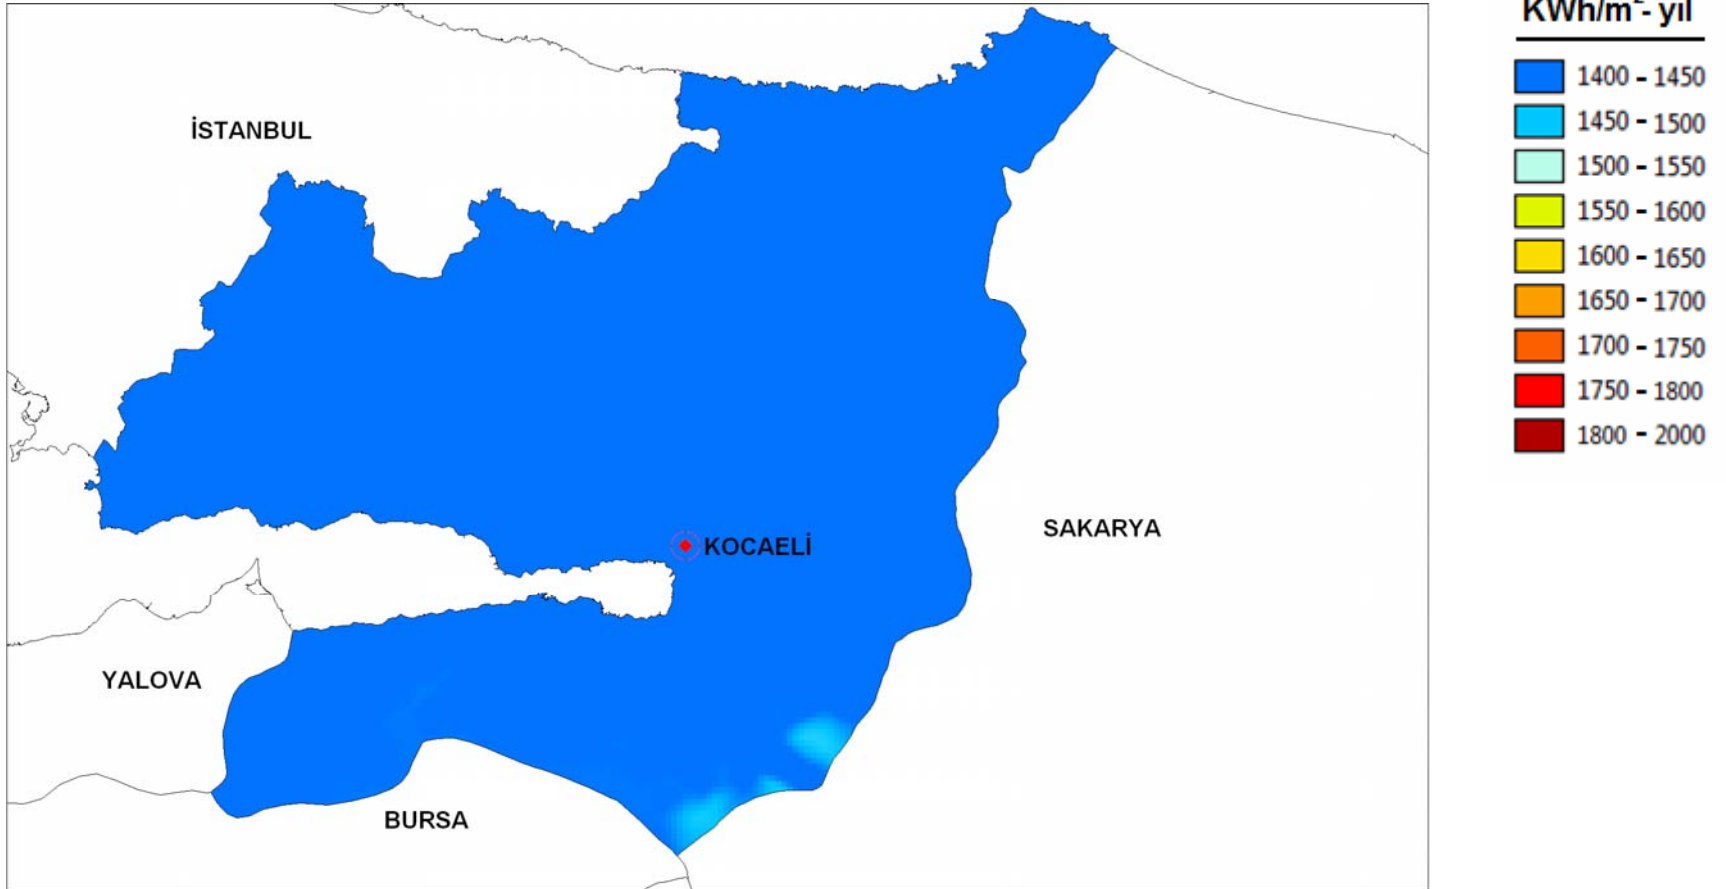 KWh/m²- yıl
1400 - 1450
1450 - 1500
1500 - 1550
1550 - 1600
1600 - 1650
1650 - 1700
1700 - 1750
1750 - 1800
1800 - 2000
İSTANBUL
SAKARYA
KOCAELİ
YALOVA
BURSA